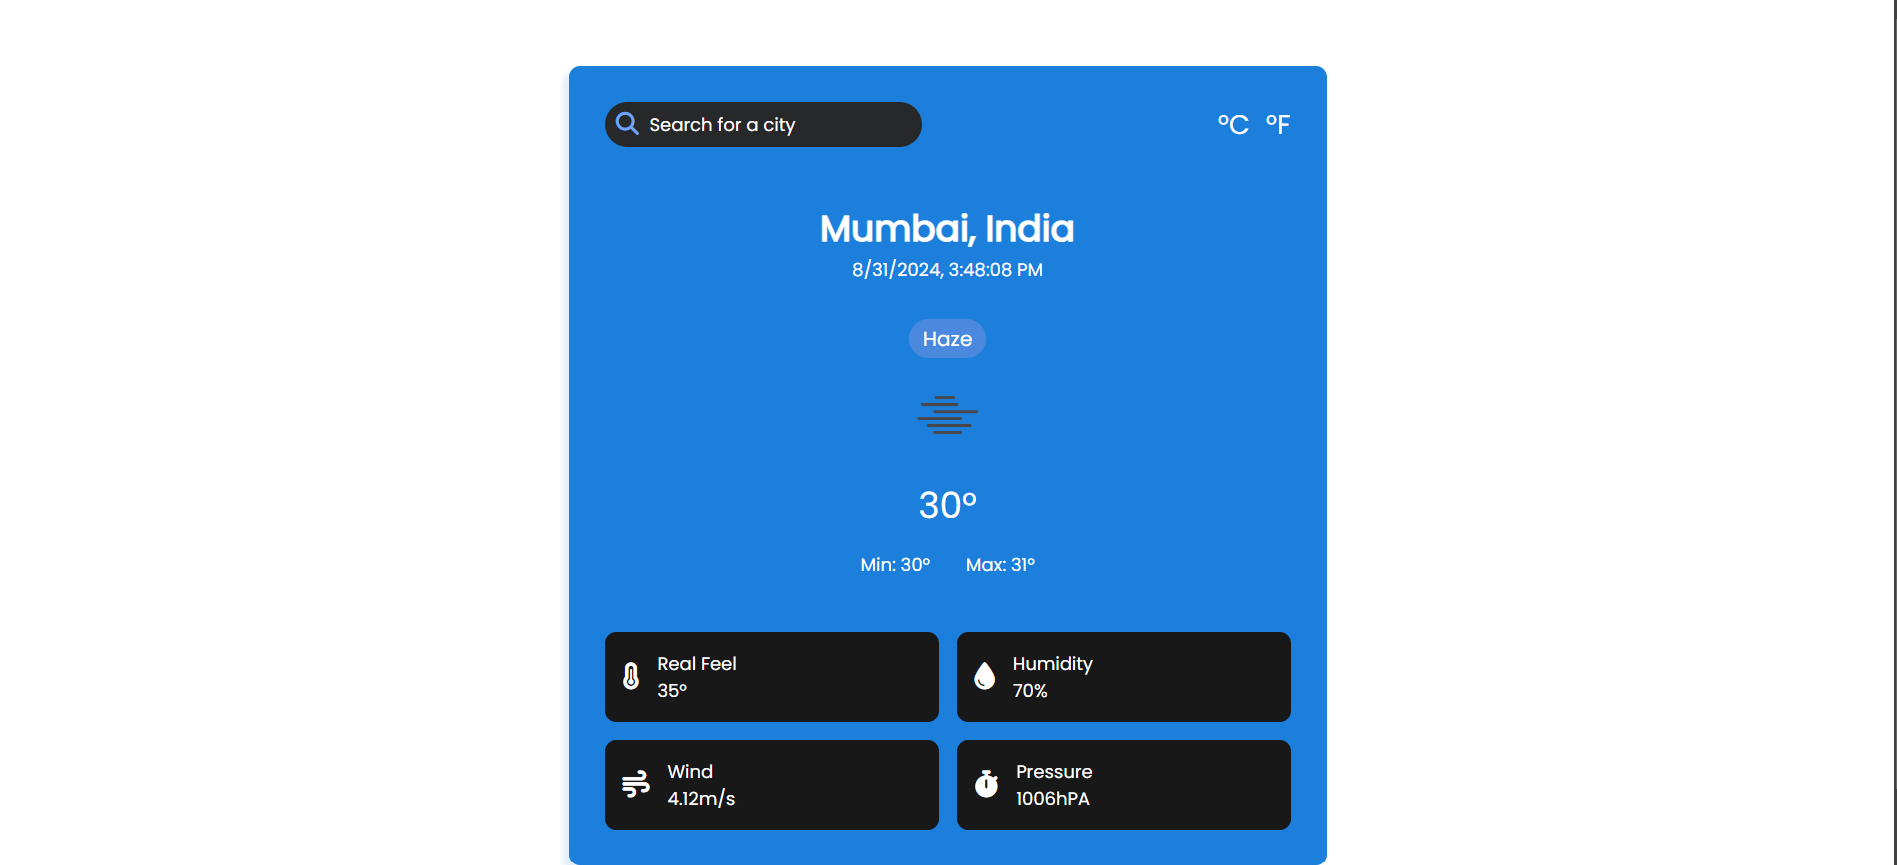 Search for a city
°C °F
Mumbai, India
8/31/2024, 3:48:08 PM
Haze
30°
Min: 30° Max: 31°
Real Feel
35°
Humidity
70%
Wind
4.12m/s
Pressure
1006hPA